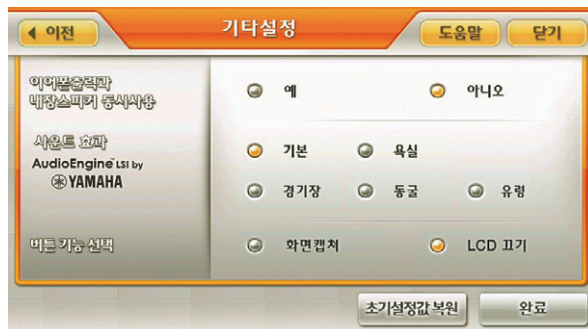 이전
기타설정
도움말
닫기
이어폰출력과
내장스피커 동시사용
예
아니오
사운드 효과
AudioEngine LSI by
YAMAHA
기본
욕실
경기장
동굴
유령
버튼 기능 선택
화면캡쳐
LCD 끄기
초기설정값 복원
완료